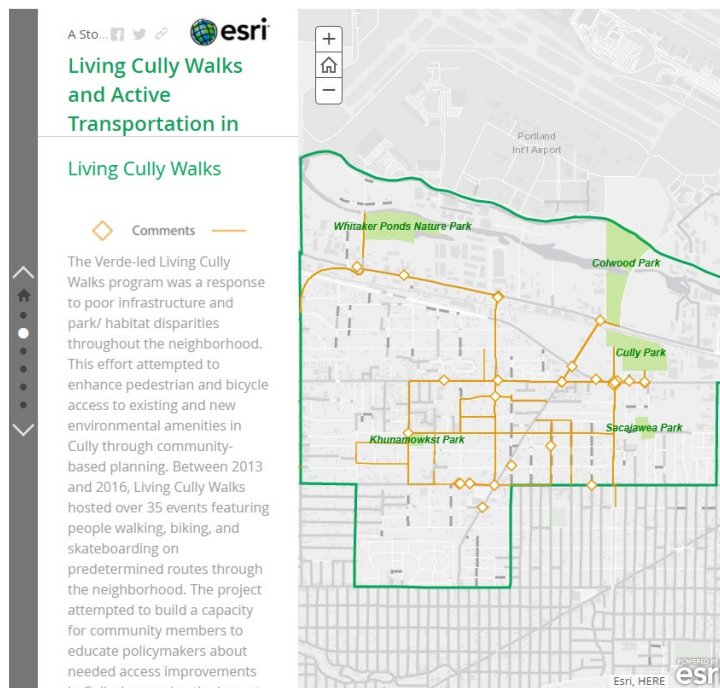 A Sto...
esri
Living Cully Walks
and Active
Transportation in
Living Cully Walks
Comments
The Verde-led Living Cully
Walks program was a response
to poor infrastructure and
park/ habitat disparities
throughout the neighborhood.
This effort attempted to
enhance pedestrian and bicycle
access to existing and new
environmental amenities in
Cully through community-
based planning. Between 2013
and 2016, Living Cully Walks
hosted over 35 events featuring
people walking, biking, and
skateboarding on
predetermined routes through
the neighborhood. The project
attempted to build a capacity
for community members to
educate policymakers about
needed access improvements
Portland
Int'l Airport
Whitaker Ponds Nature Park
Colwood Park
Cully Park
Sacajawea Park
Khunamowkst Park
POWERED BY
esri
Esri, HERE